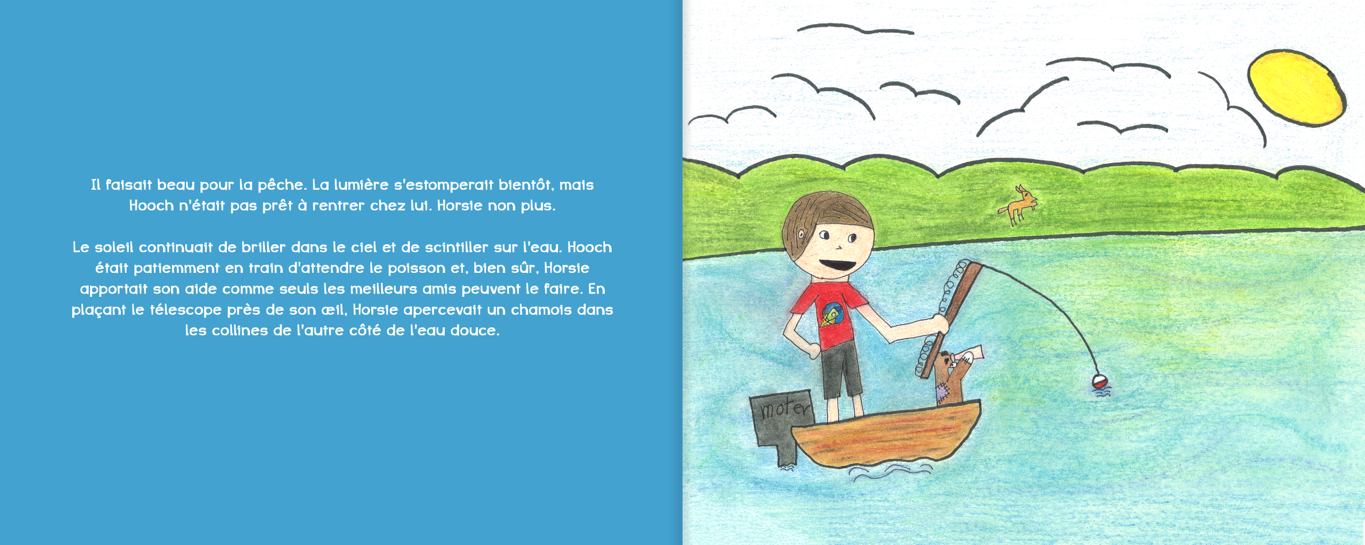 Il faisait beau pour la pêche. La lumière s'estomperait bientôt, mais
Hooch n'était pas prêt à rentrer chez lui. Horsie non plus.
Le soleil continuait de briller dans le ciel et de scintiller sur l'eau. Hooch
était patiemment en train d'attendre le poisson et, bien sûr, Horsie
apportait son aide comme seuls les meilleurs amis peuvent le faire. En
plaçant le télescope près de son œil, Horsie apercevait un chamois dans
les collines de l'autre côté de l'eau douce.
moter